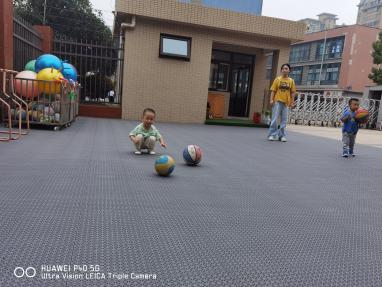 HUAWEI P40 5G
Ultra Vision LEICA Triple Camera